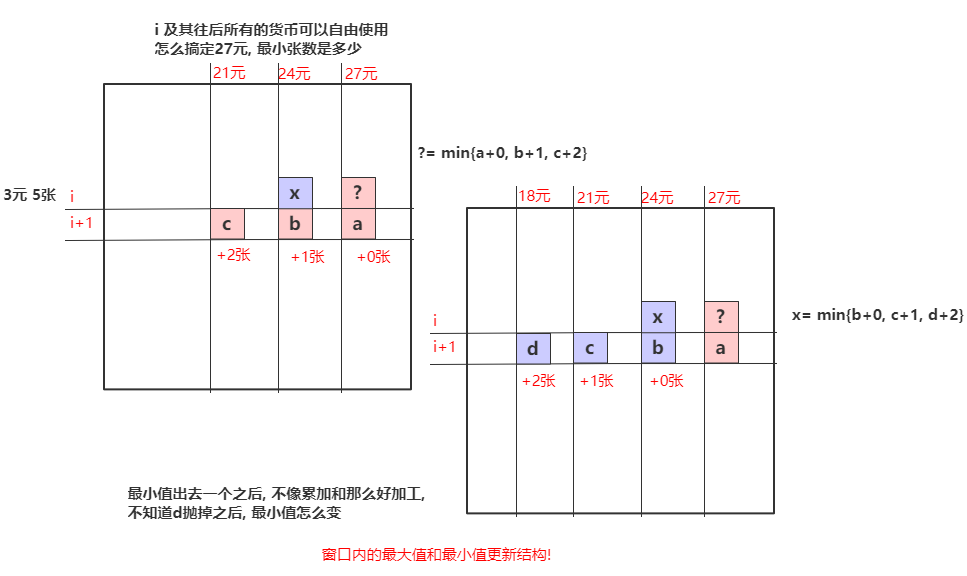 i 及其往后所有的货币可以自由使用
怎么搞定27元, 最小张数是多少
21元 24元 27元
?= min{a+0, b+1, c+2}
3元 5张 i x ?
i+1 c b a
+2张 +1张 +0张
18元 21元 24元 27元
i x ?
x= min{b+0, c+1, d+2}
i+1 d c b a
+2张 +1张 +0张
最小值出去一个之后, 不像累加和那么好加工,
不知道d抛掉之后, 最小值怎么变
窗口内的最大值和最小值更新结构!